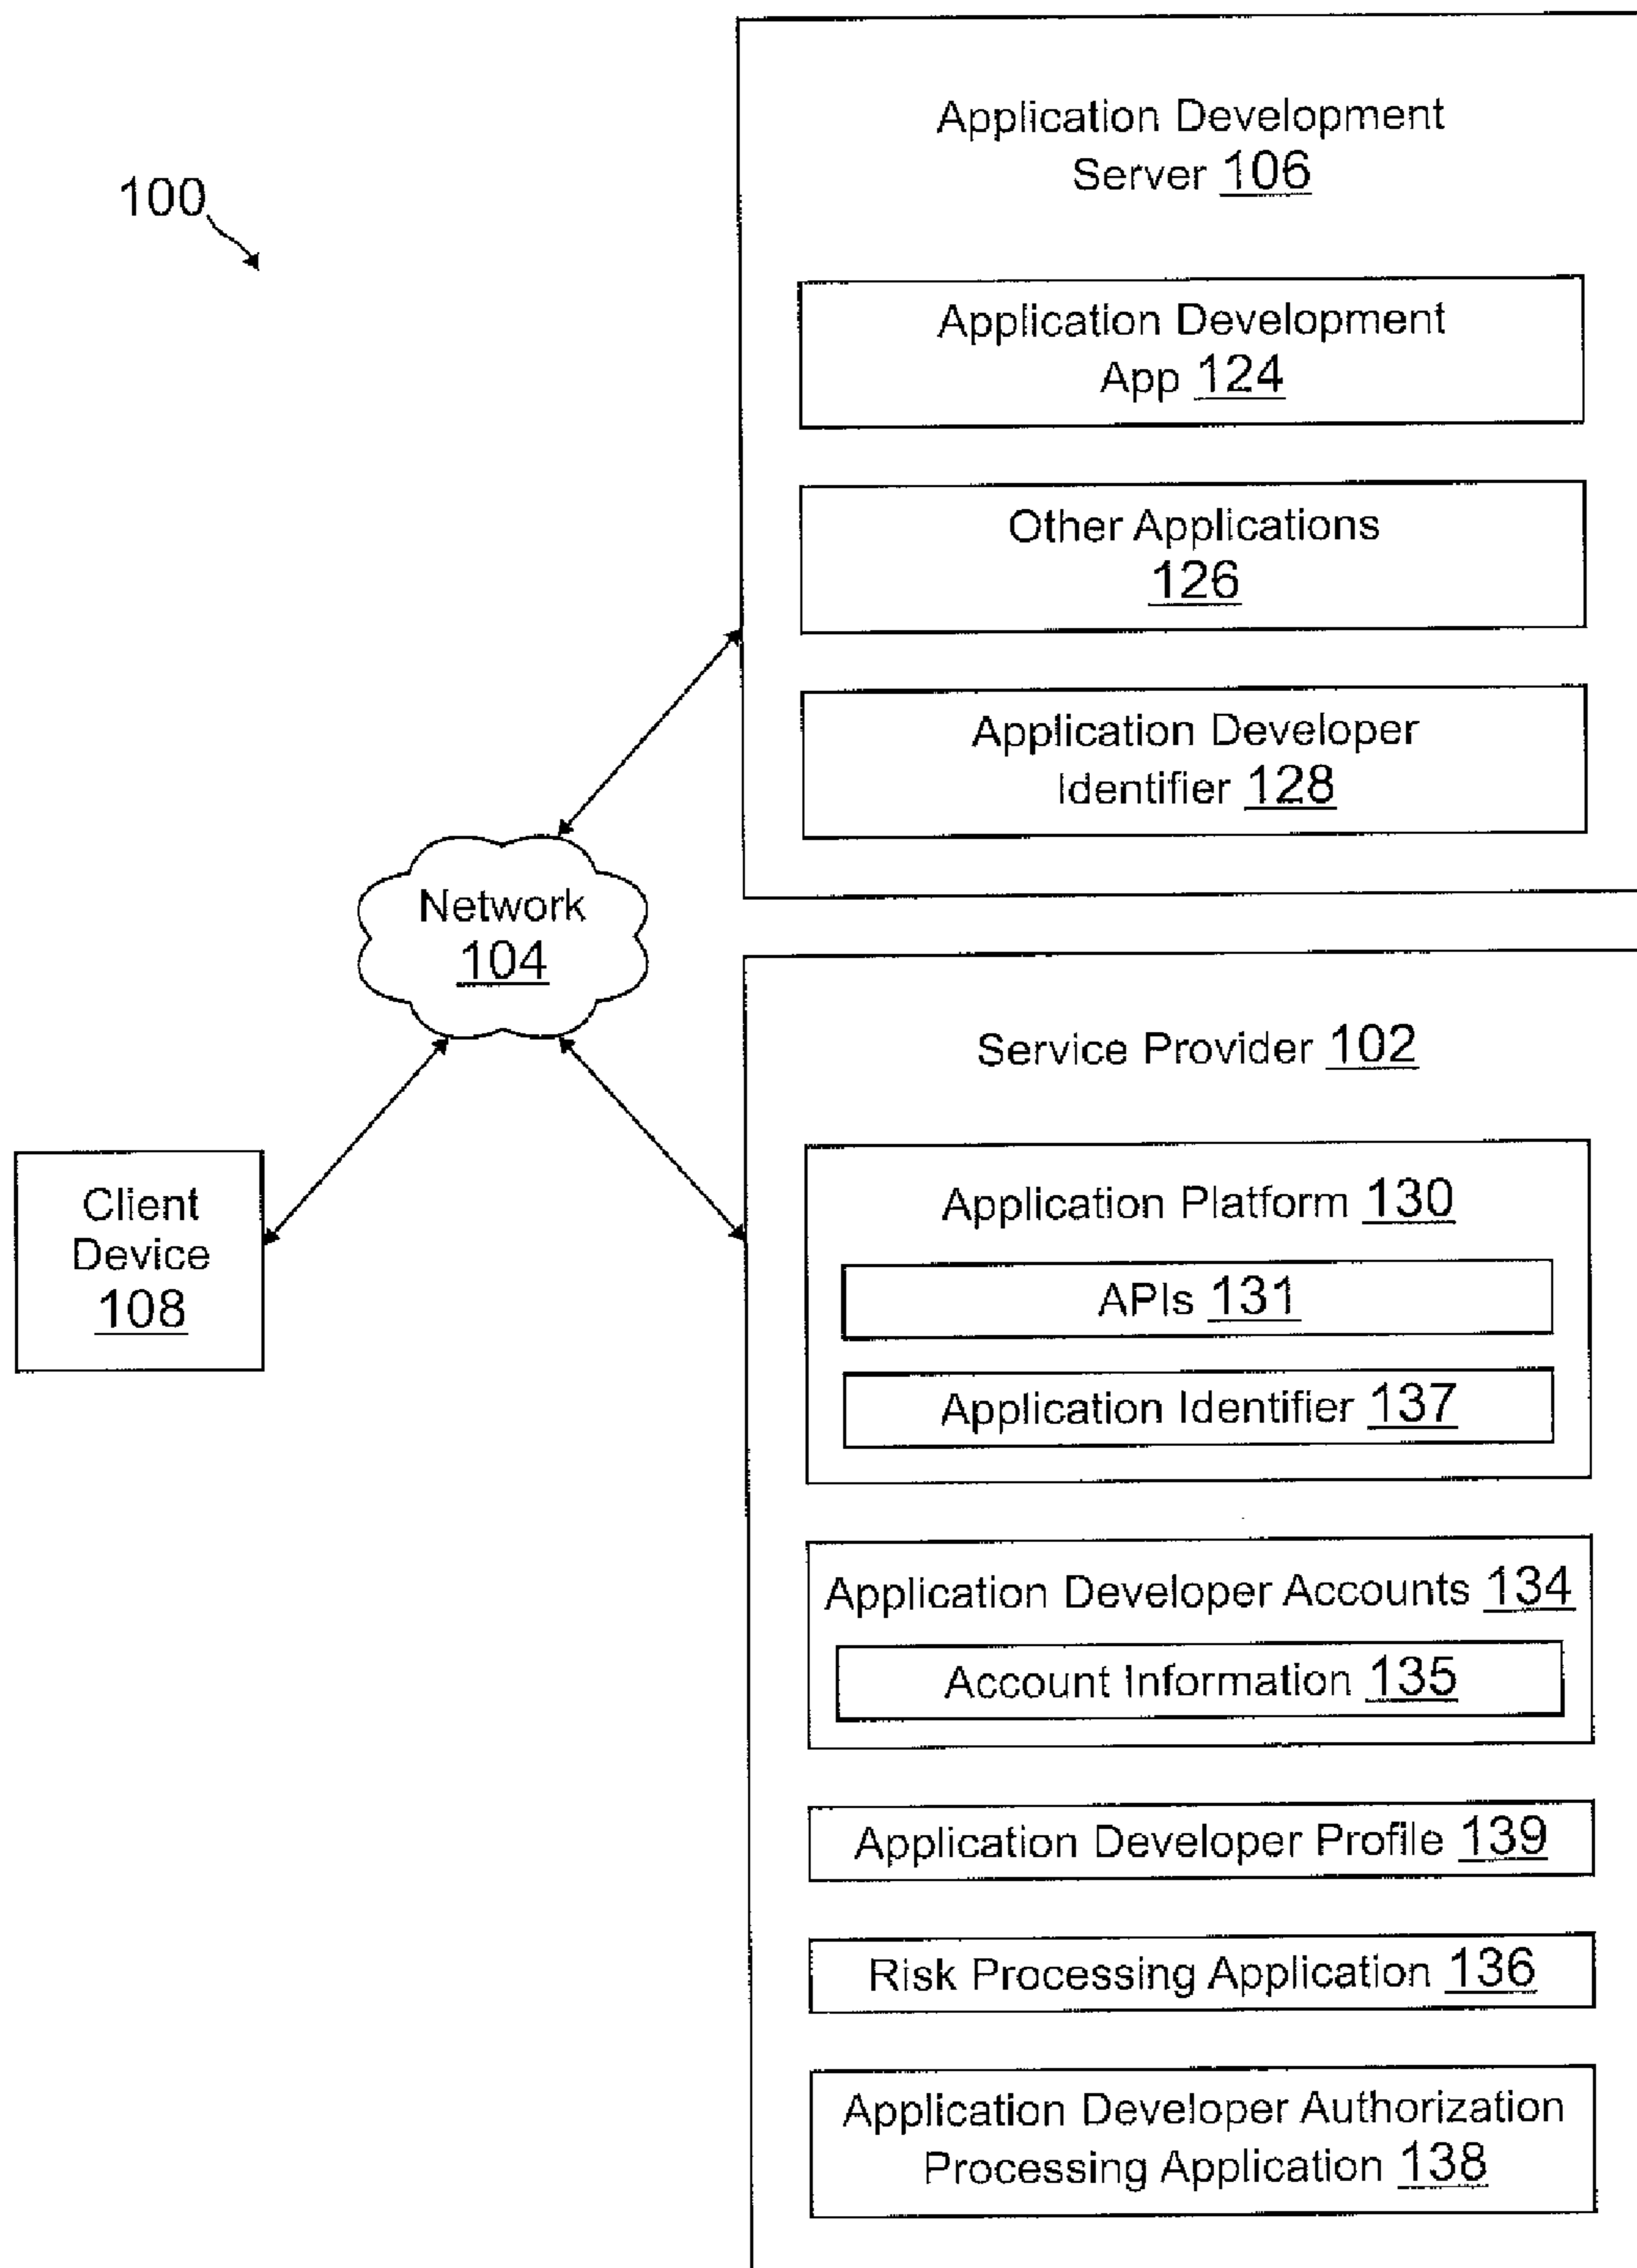 100
Application Development
Server 106
Application Development
App 124
Other Applications
126
Application Developer
Identifier 128
Network
104
Client
Device
108
Service Provider 102
Application Platform 130
APIs 131
Application Identifier 137
Application Developer Accounts 134
Account Information 135
Application Developer Profile 139
Risk Processing Application 136
Application Developer Authorization
Processing Application 138